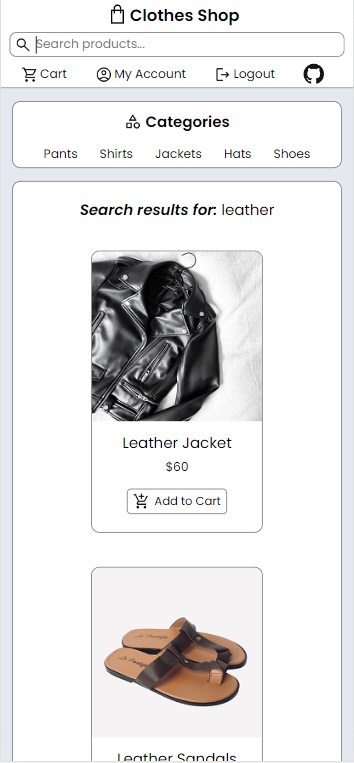 Clothes Shop
Search products...
Cart My Account Logout
Categories
Pants Shirts Jackets Hats Shoes
Search results for: leather
Leather Jacket
$60
Add to Cart
Leather Sandals